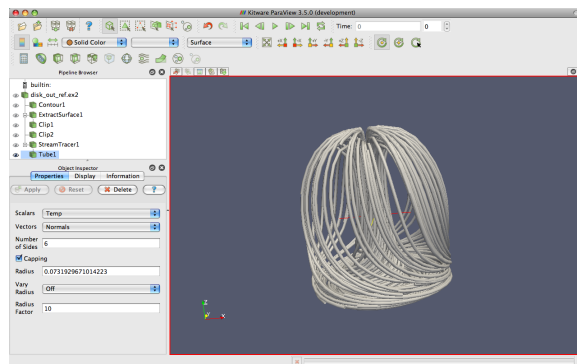 Kitware ParaView 3.5.0 (development)
Time: 0
0
Solid Color
Surface
Pipeline Browser
builtin:
disk_out_ref.ex2
Contour1
ExtractSurface1
Clip1
Clip2
StreamTracer1
Tube1
Object Inspector
Properties Display Information
Apply Reset Delete ?
Scalars Temp
Vectors Normals
Number
of Sides 6
Capping
Radius 0.0731929671014223
Vary
Radius Off
Radius
Factor 10
Z
Y X